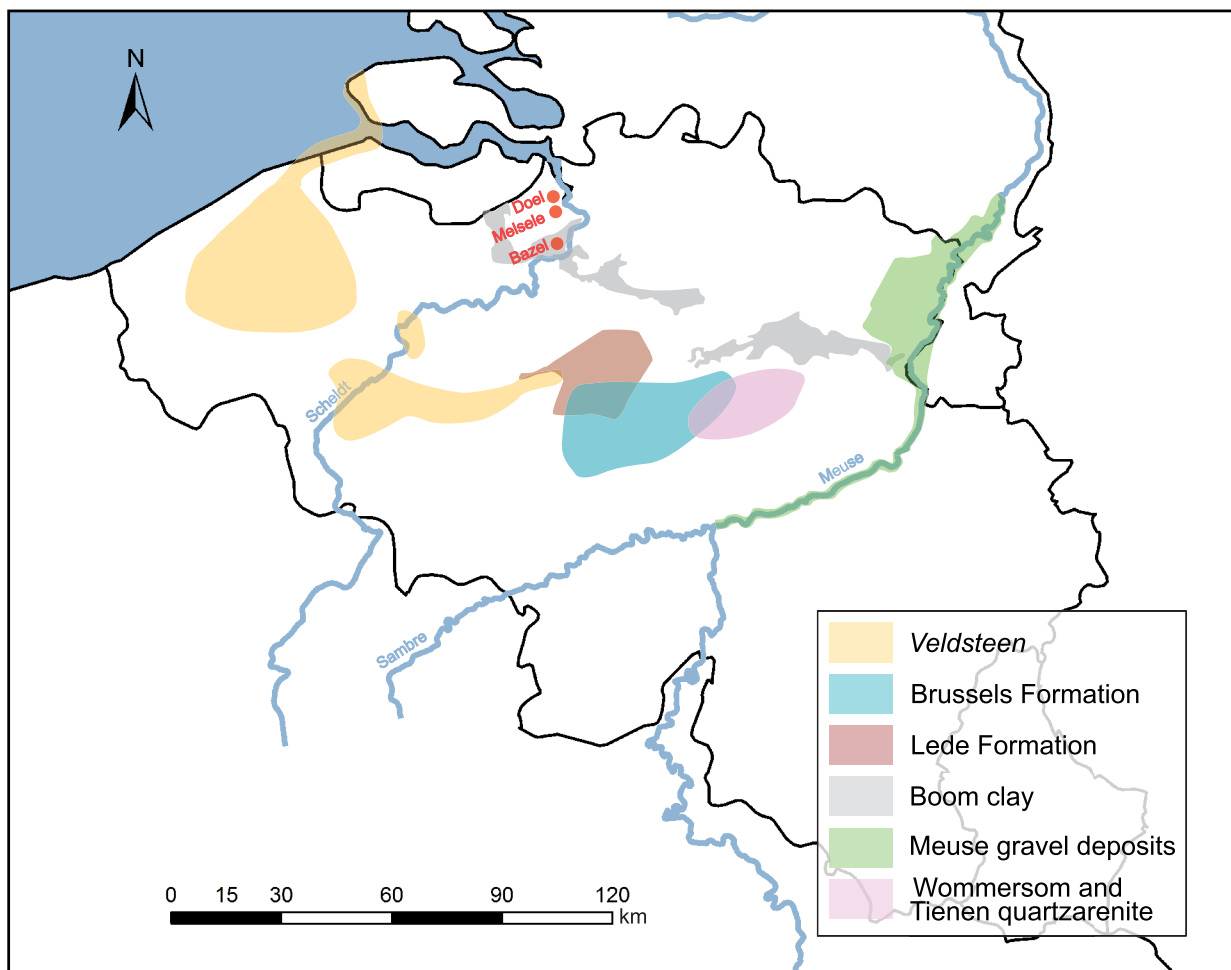 N
Doel
Melsele
Bazel
Scheldt
Meuse
Sambre
Veldsteen
Brussels Formation
Lede Formation
Boom clay
Meuse gravel deposits
Wommersom and
Tienen quartzarenite
0 15 30 60 90 120
km